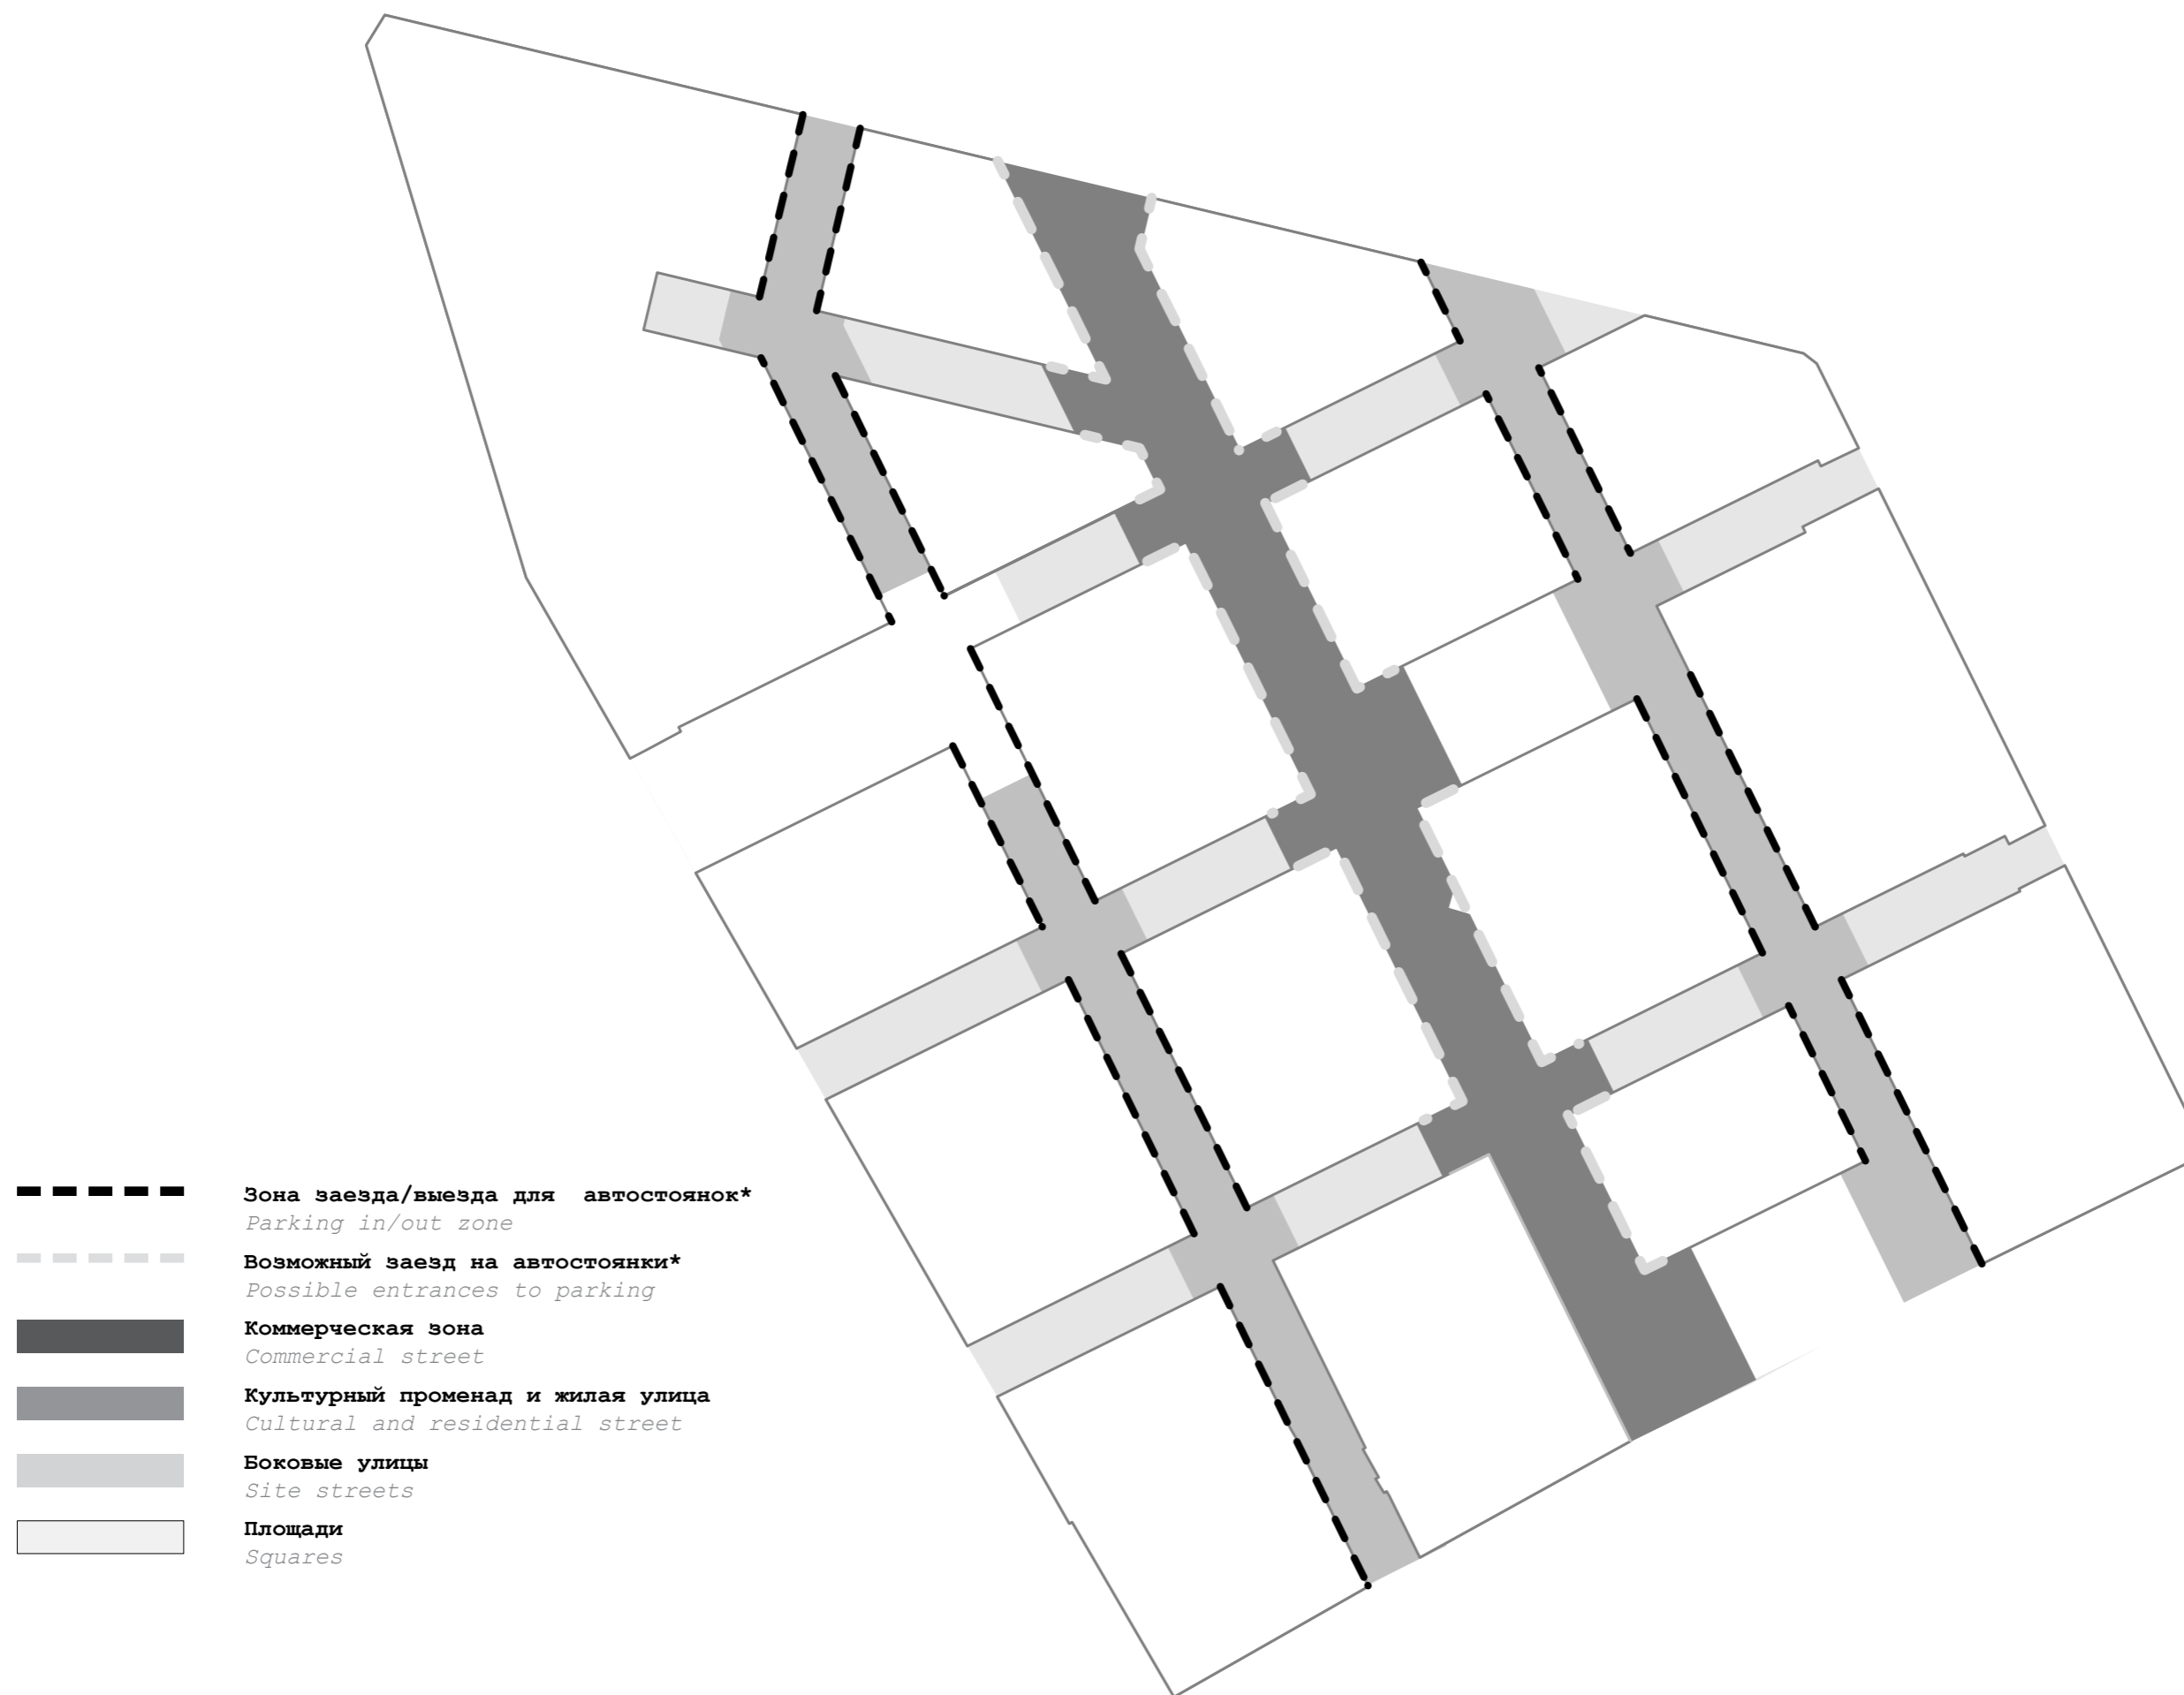 Зона заезда/выезда для автостоянок*
Parking in/out zone
Возможный заезд на автостоянки*
Possible entrances to parking
Коммерческая зона
Commercial street
Культурный променад и жилая улица
Cultural and residential street
Боковые улицы
Site streets
Площади
Squares